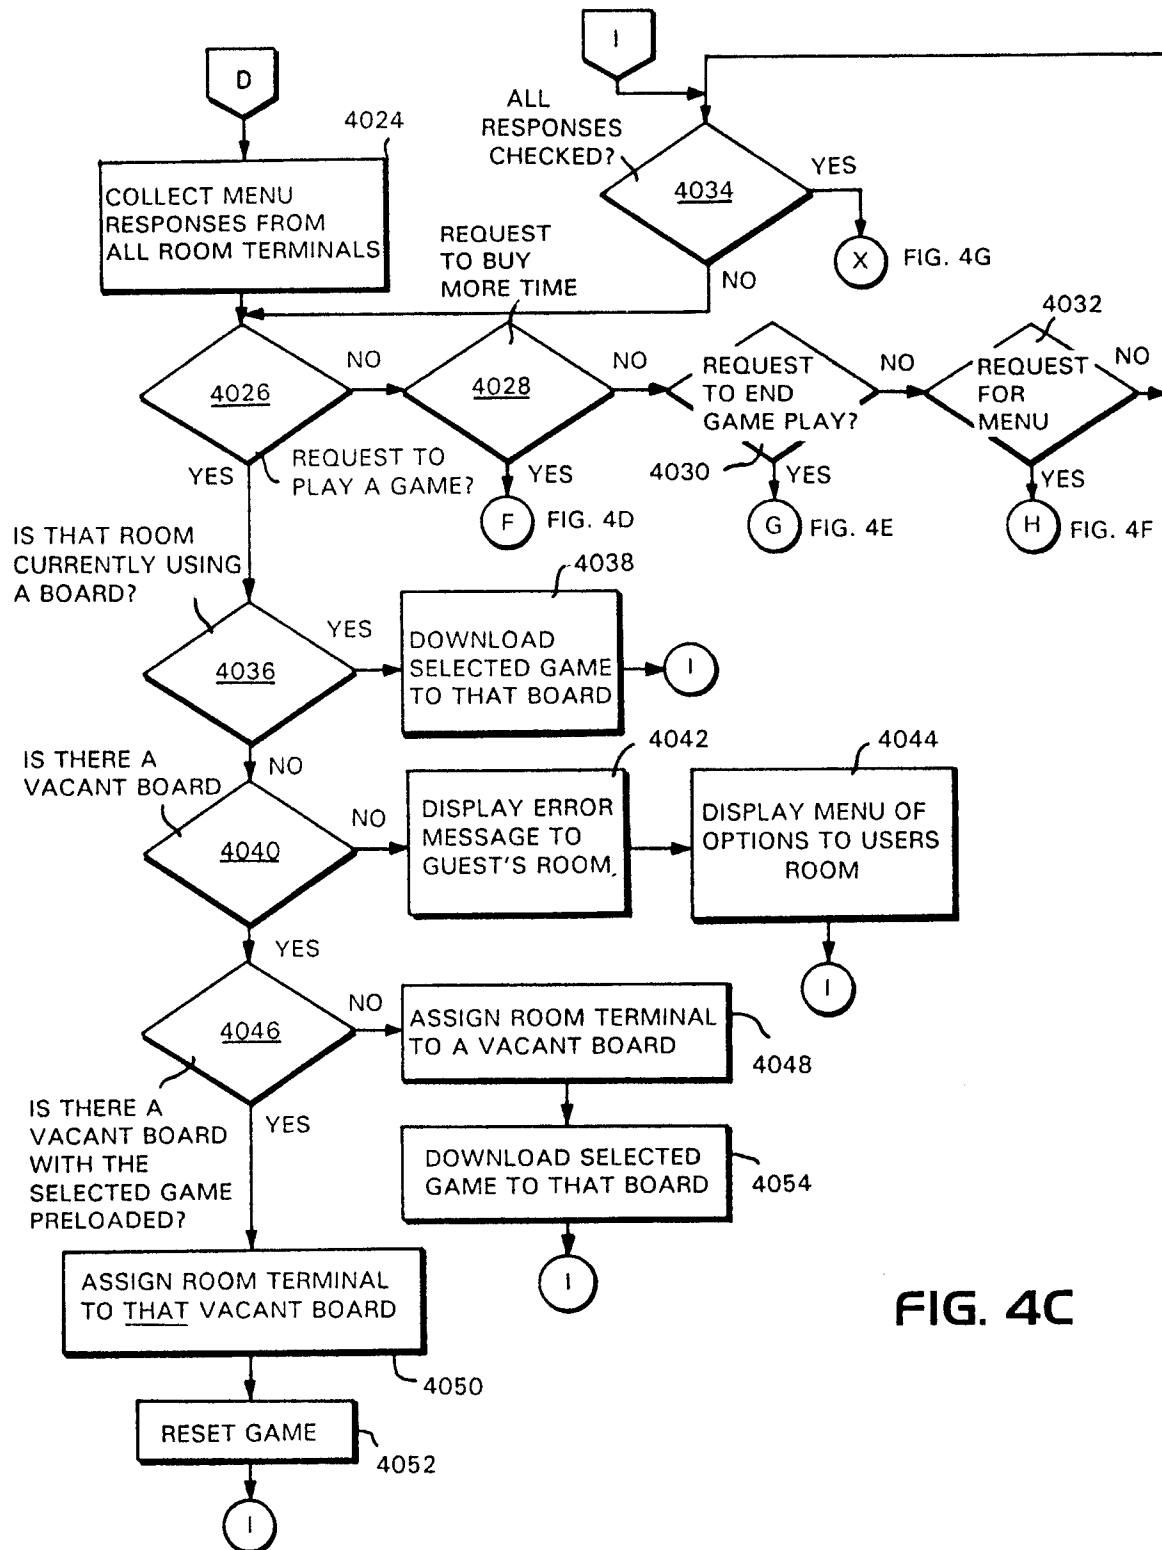 I
D
ALL
RESPONSES
CHECKED?
4024
COLLECT MENU
RESPONSES FROM
ALL ROOM TERMINALS
4034
YES
X
FIG. 4G
NO
REQUEST
TO BUY
MORE TIME
4026
NO
4028
NO
REQUEST
TO END
GAME PLAY?
4030
NO
4032
REQUEST
FOR
MENU
NO
YES
REQUEST TO
PLAY A GAME?
YES
F
FIG. 4D
YES
G
FIG. 4E
YES
H
FIG. 4F
IS THAT ROOM
CURRENTLY USING
A BOARD?
4036
YES
4038
DOWNLOAD
SELECTED GAME
TO THAT BOARD
I
NO
IS THERE A
VACANT BOARD
4040
NO
4042
DISPLAY ERROR
MESSAGE TO
GUEST'S ROOM.
4044
DISPLAY MENU OF
OPTIONS TO USERS
ROOM
I
YES
4046
NO
ASSIGN ROOM TERMINAL
TO A VACANT BOARD
4048
IS THERE A
VACANT BOARD
WITH THE
SELECTED GAME
PRELOADED?
YES
DOWNLOAD SELECTED
GAME TO THAT BOARD
4054
I
ASSIGN ROOM TERMINAL
TO THAT VACANT BOARD
4050
RESET GAME
4052
I
FIG. 4C